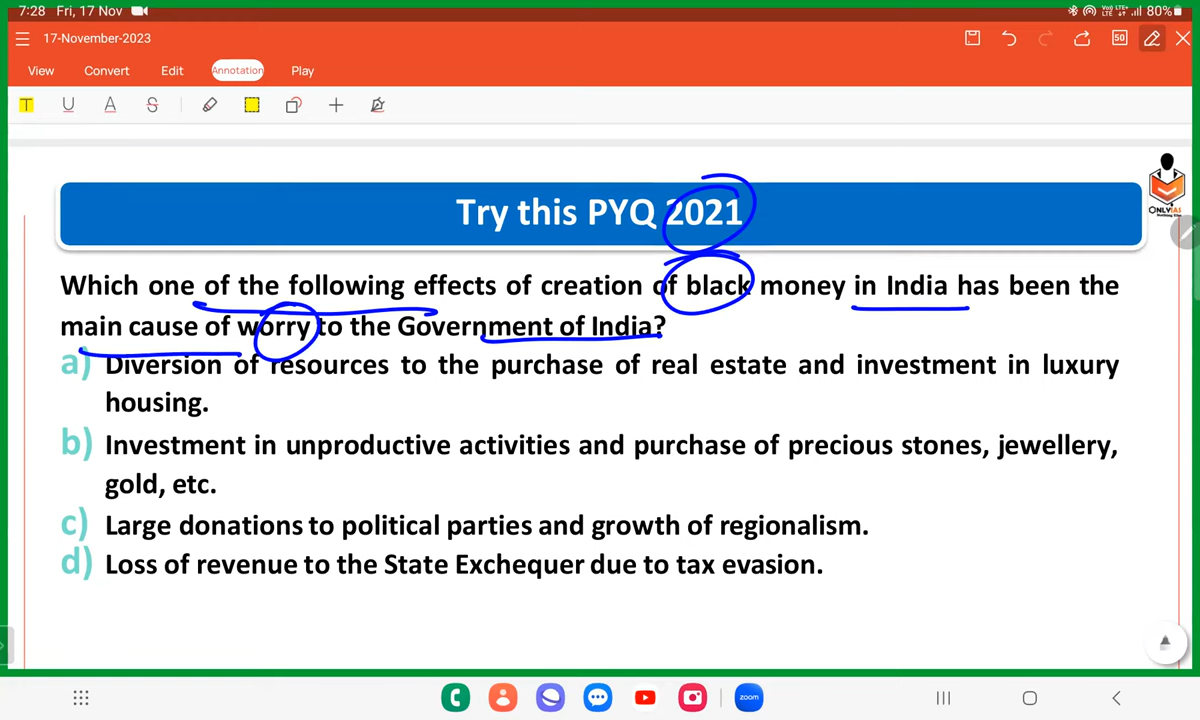 7:28 Fri, 17 Nov
80%
17-November-2023
50
View Convert Edit Annotation Play
T U A S
Try this PYQ 2021
ONLYIAS
Which one of the following effects of creation of black money in India has been the
main cause of worry to the Government of India?
a) Diversion of resources to the purchase of real estate and investment in luxury
housing.
b) Investment in unproductive activities and purchase of precious stones, jewellery,
gold, etc.
c) Large donations to political parties and growth of regionalism.
d) Loss of revenue to the State Exchequer due to tax evasion.
zoom